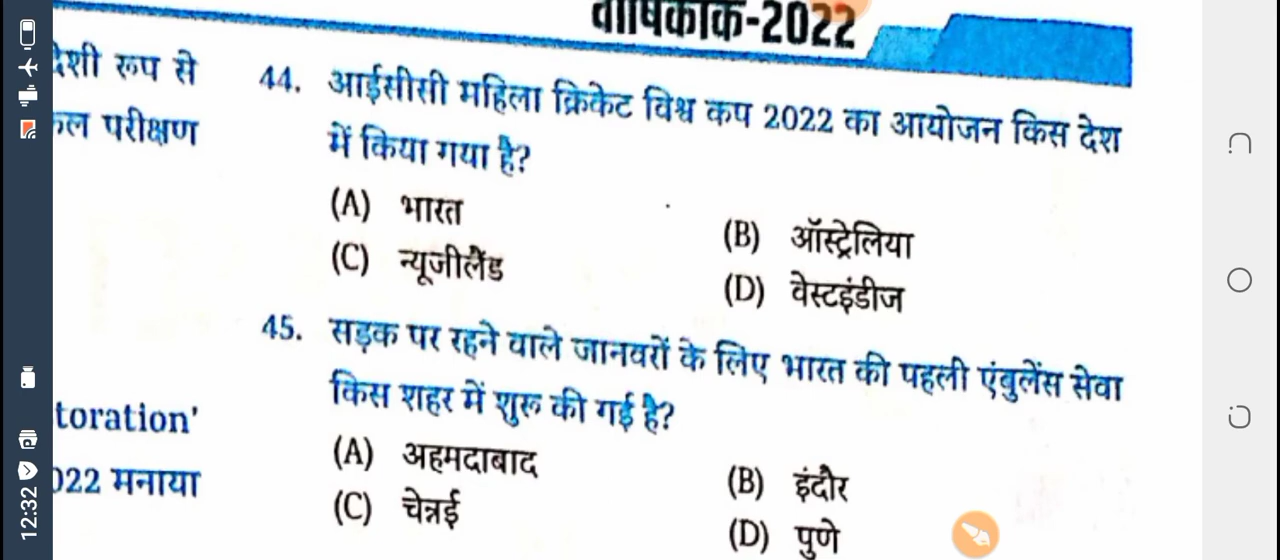 वार्षिकांक-2022
देशी रूप से
परीक्षण
44. आईसीसी महिला क्रिकेट विश्व कप 2022 का आयोजन किस देश
में किया गया है?
(A) भारत
(B) ऑस्ट्रेलिया
(C) न्यूजीलैंड
(D) वेस्टइंडीज
45. सड़क पर रहने वाले जानवरों के लिए भारत की पहली एंबुलेंस सेवा
किस शहर में शुरू की गई है?
(A) अहमदाबाद
(B) इंदौर
(C) चेन्नई
(D) पुणे
toration'
022 मनाया
12:32